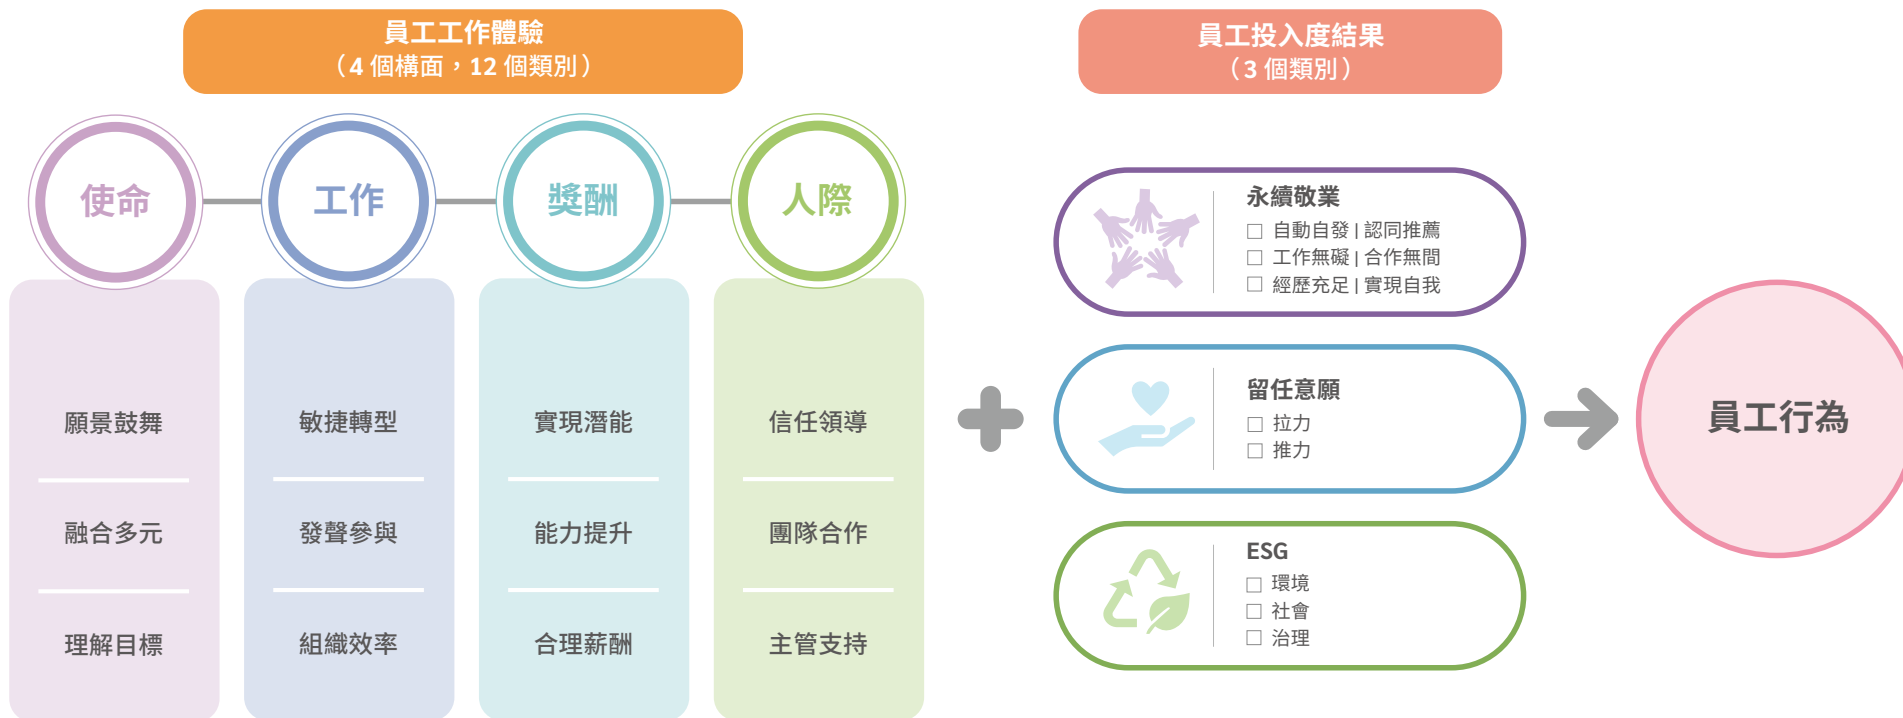 員工工作體驗
（4 個構面，12 個類別）
使命
工作
獎酬
人際
願景鼓舞
融合多元
理解目標
敏捷轉型
發聲參與
組織效率
實現潛能
能力提升
合理薪酬
信任領導
團隊合作
主管支持
員工投入度結果
（3 個類別）
永續敬業
□ 自動自發 | 認同推薦
□ 工作無礙 | 合作無間
□ 經歷充足 | 實現自我
留任意願
□ 拉力
□ 推力
ESG
□ 環境
□ 社會
□ 治理
員工行為